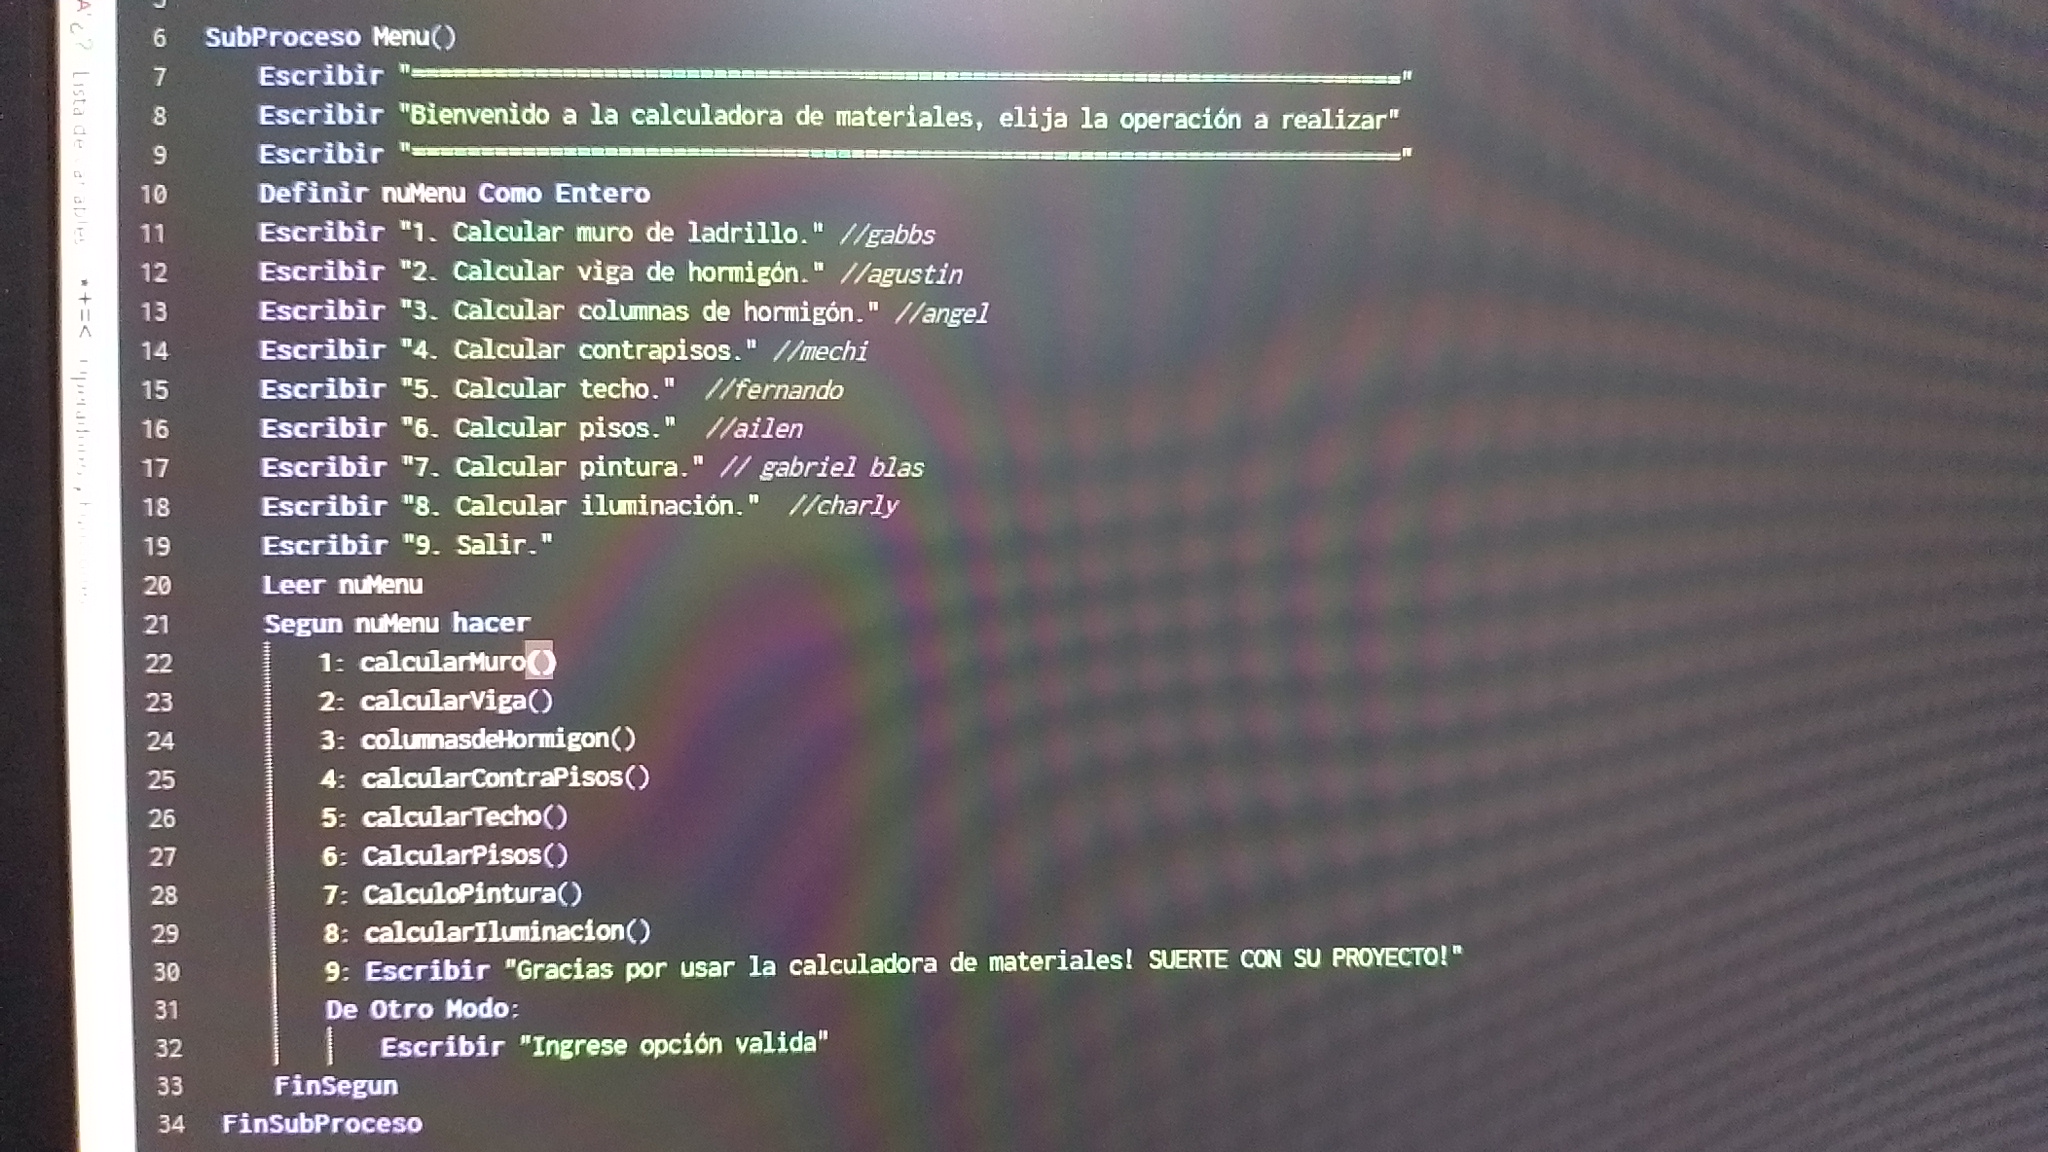 6 SubProceso Menu()
7 Escribir "========================================================================"
8 Escribir "Bienvenido a la calculadora de materiales, elija la operación a realizar"
9 Escribir "========================================================================"
10 Definir nuMenu Como Entero
11 Escribir "1. Calcular muro de ladrillo." //gabbs
12 Escribir "2. Calcular viga de hormigón." //agustin
13 Escribir "3. Calcular columnas de hormigón." //angel
14 Escribir "4. Calcular contrapisos." //mechi
15 Escribir "5. Calcular techo." //fernando
16 Escribir "6. Calcular pisos." //ailen
17 Escribir "7. Calcular pintura." // gabriel blas
18 Escribir "8. Calcular iluminación." //charly
19 Escribir "9. Salir."
20 Leer nuMenu
21 Segun nuMenu hacer
22 1: calcularMuro()
23 2: calcularViga()
24 3: columnasdeHormigon()
25 4: calcularContraPisos()
26 5: calcularTecho()
27 6: CalcularPisos()
28 7: CalculoPintura()
29 8: calcularIluminacion()
30 9: Escribir "Gracias por usar la calculadora de materiales! SUERTE CON SU PROYECTO!"
31 De Otro Modo:
32 Escribir "Ingrese opción valida"
33 FinSegun
34 FinSubProceso